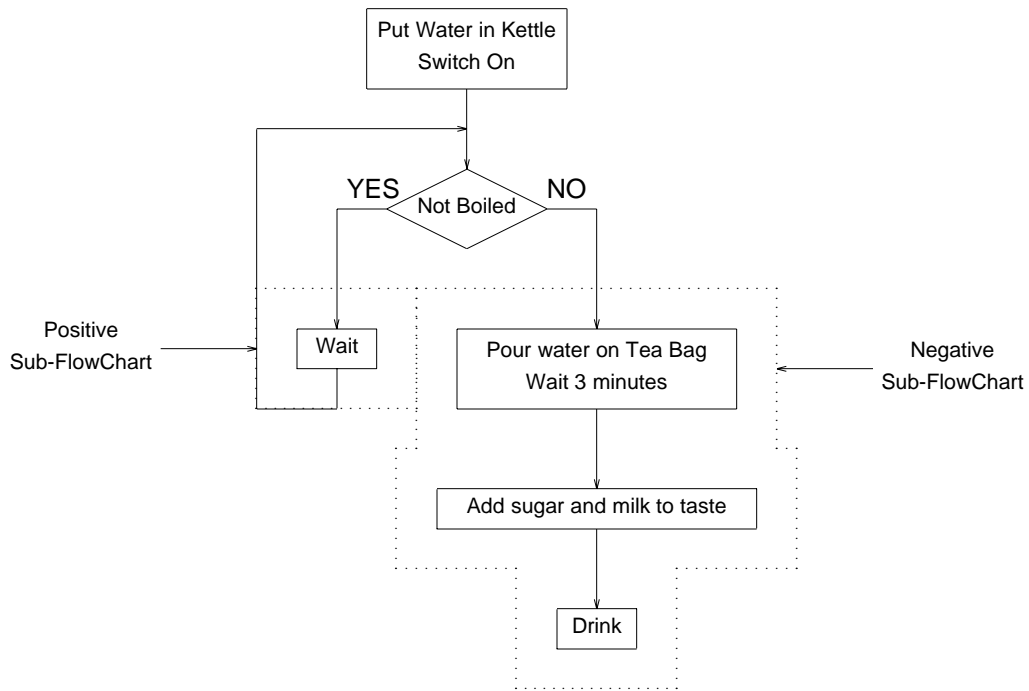 Put Water in Kettle
Switch On
YES
NO
Not Boiled
Positive
Sub-FlowChart
Wait
Pour water on Tea Bag
Wait 3 minutes
Negative
Sub-FlowChart
Add sugar and milk to taste
Drink